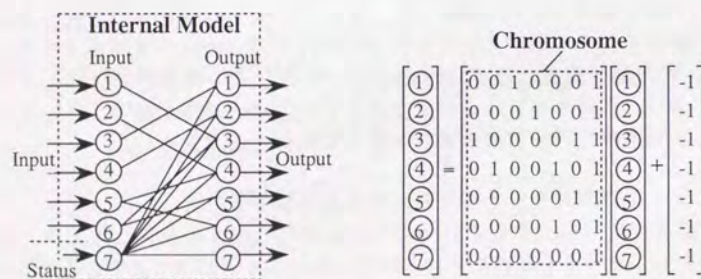 Internal Model
Input Output
1 1
2 2
3 3
4 4
5 5
6 6
7 7
Input
Status
Output
Chromosome
① 0 0 1 0 0 0 1 ① -1
② 0 0 0 1 0 0 1 ② -1
③ 1 0 0 0 0 1 1 ③ -1
④ = 0 1 0 0 1 0 1 ④ + -1
⑤ 0 0 0 0 0 1 1 ⑤ -1
⑥ 0 0 0 0 1 0 1 ⑥ -1
⑦ 0 0 0 0 0 0 1 ⑦ -1